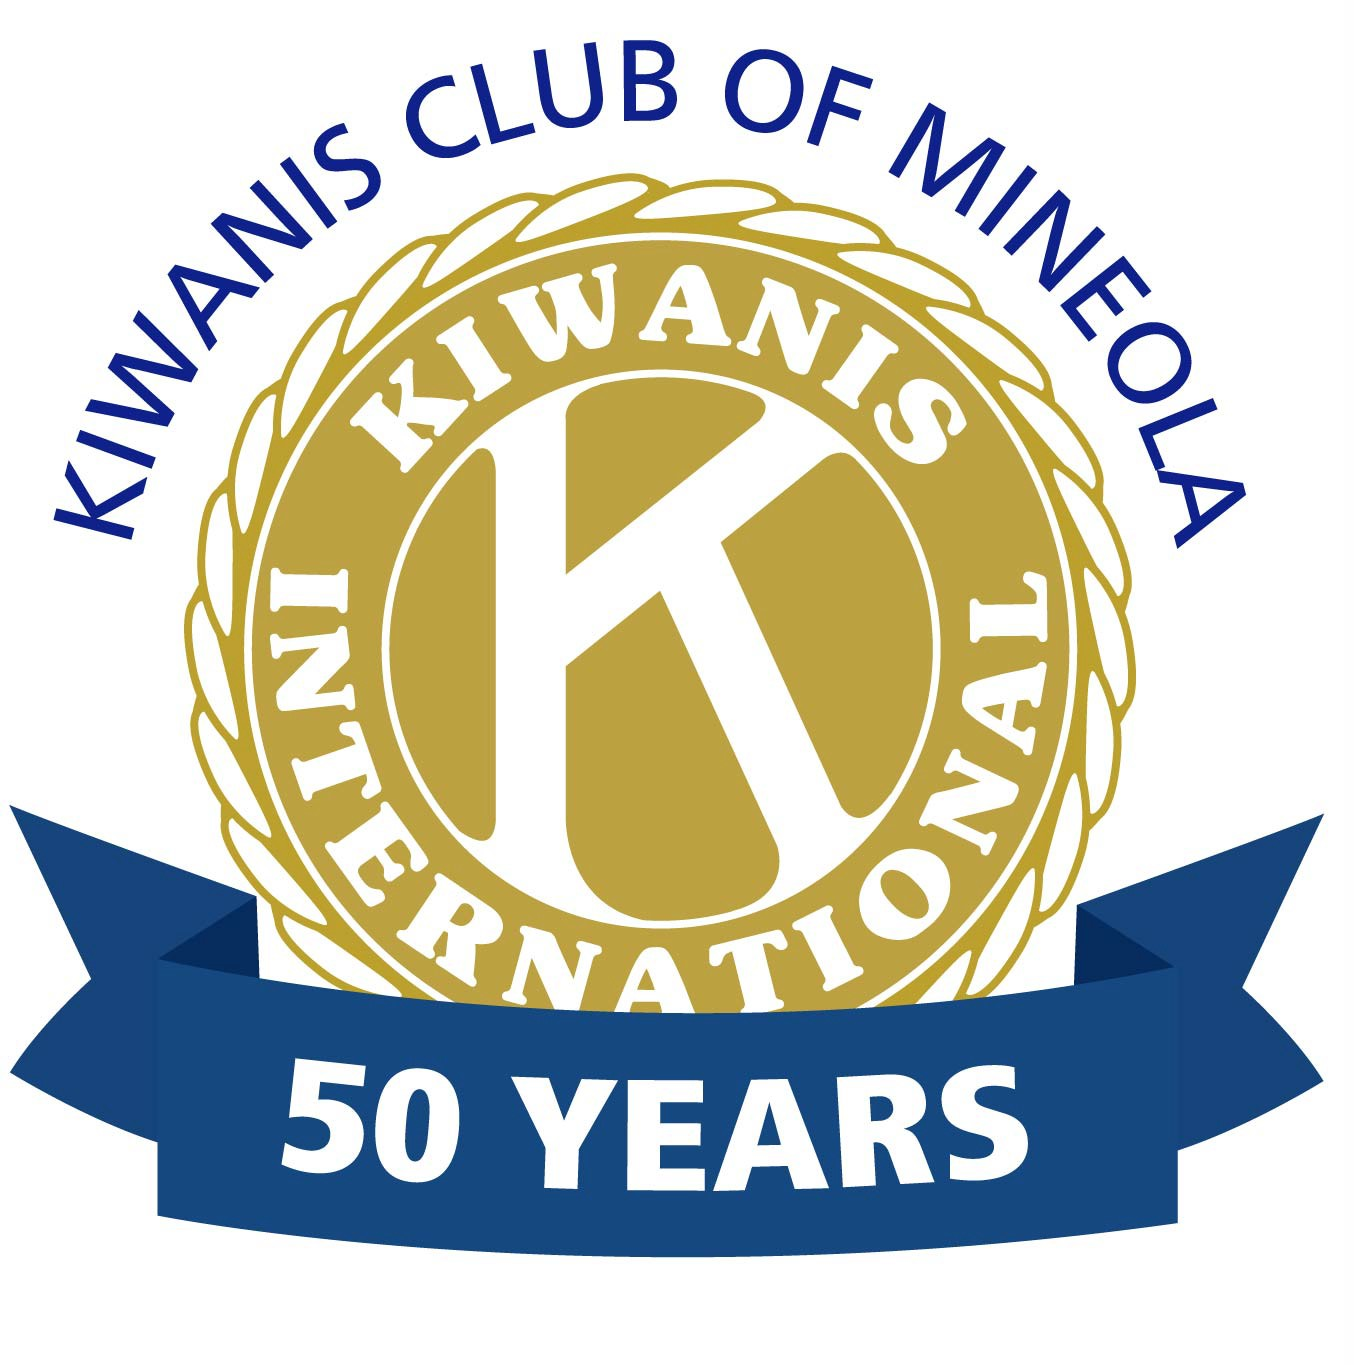 KIWANIS CLUB OF MINEOLA
KIWANIS
K
INTERNATIONAL
50 YEARS